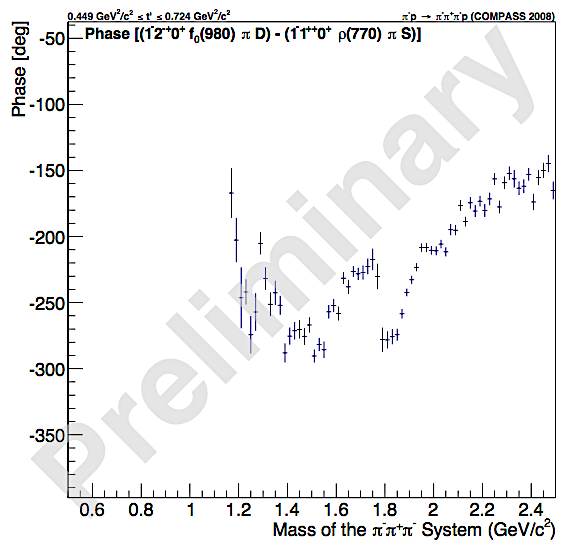 0.449 GeV²/c² ≤ t' ≤ 0.724 GeV²/c²
π⁻p → π⁻π⁺π⁻p (COMPASS 2008)
Phase [(1⁻2⁻⁺0⁺ f₀(980) π D) - (1⁻1⁺⁺0⁺ ρ(770) π S)]
Phase [deg]
-50
-100
-150
-200
-250
-300
-350
Preliminary
0.6 0.8 1 1.2 1.4 1.6 1.8 2 2.2 2.4
Mass of the π⁻π⁺π⁻ System (GeV/c²)